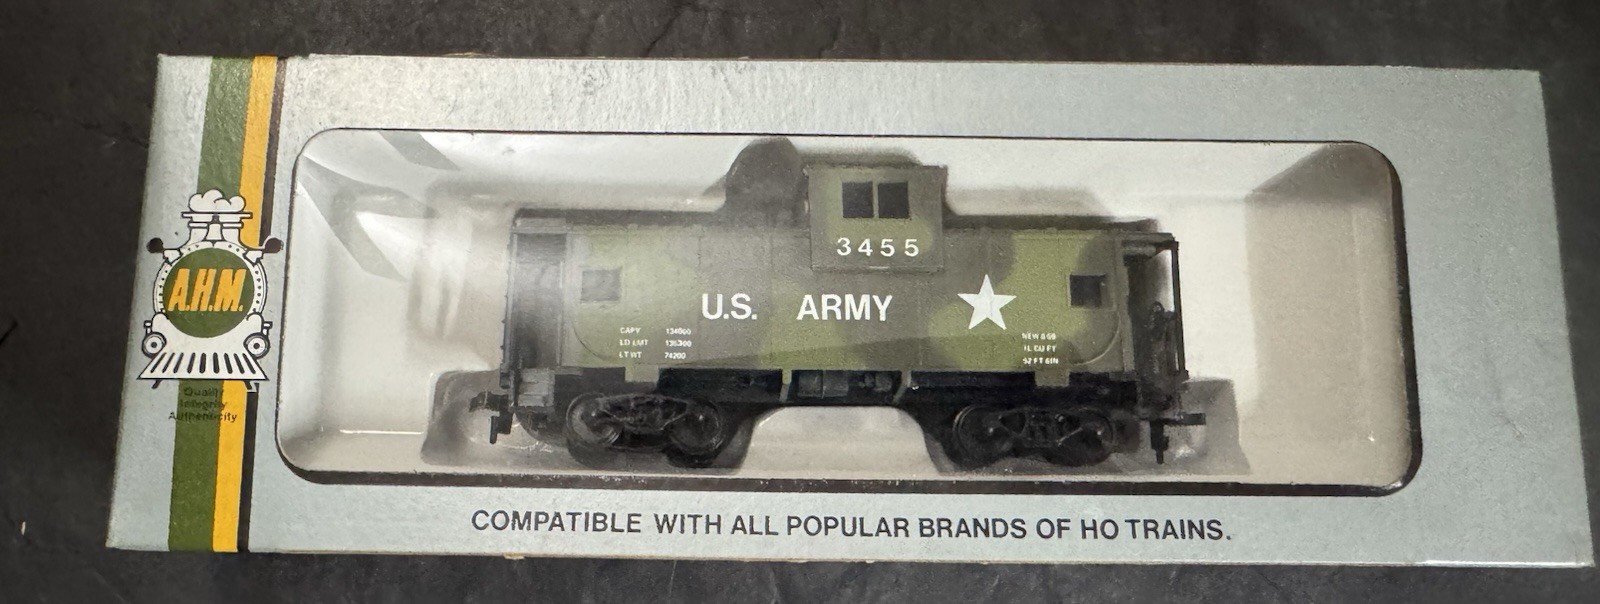 A.H.M.
Quality
Integrity
Authenticity
3455
U.S. ARMY
CAPY 134000
LD LMT 135300
LT WT 74200
NEW 8 69
IL CU FT
52 FT 6IN
COMPATIBLE WITH ALL POPULAR BRANDS OF HO TRAINS.